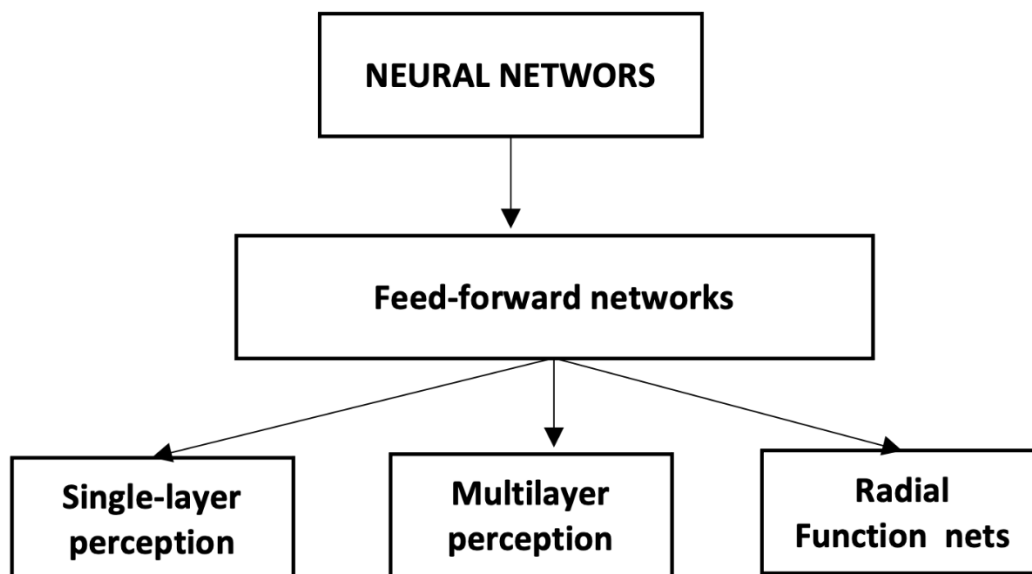 NEURAL NETWORS
Feed-forward networks
Single-layer
perception
Multilayer
perception
Radial
Function nets